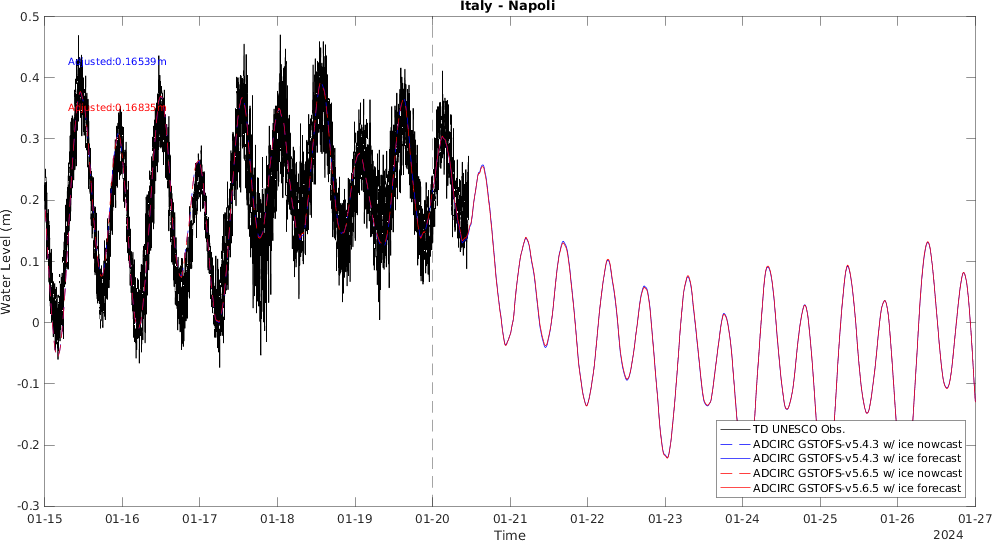 Italy - Napoli
0.5
0.4
0.3
0.2
0.1
0
-0.1
-0.2
-0.3
Water Level (m)
Adjusted:0.16539m
Adjusted:0.16835m
TD UNESCO Obs.
ADCIRC GSTOFS-v5.4.3 w/ ice nowcast
ADCIRC GSTOFS-v5.4.3 w/ ice forecast
ADCIRC GSTOFS-v5.6.5 w/ ice nowcast
ADCIRC GSTOFS-v5.6.5 w/ ice forecast
01-15 01-16 01-17 01-18 01-19 01-20 01-21 01-22 01-23 01-24 01-25 01-26 01-27
Time
2024